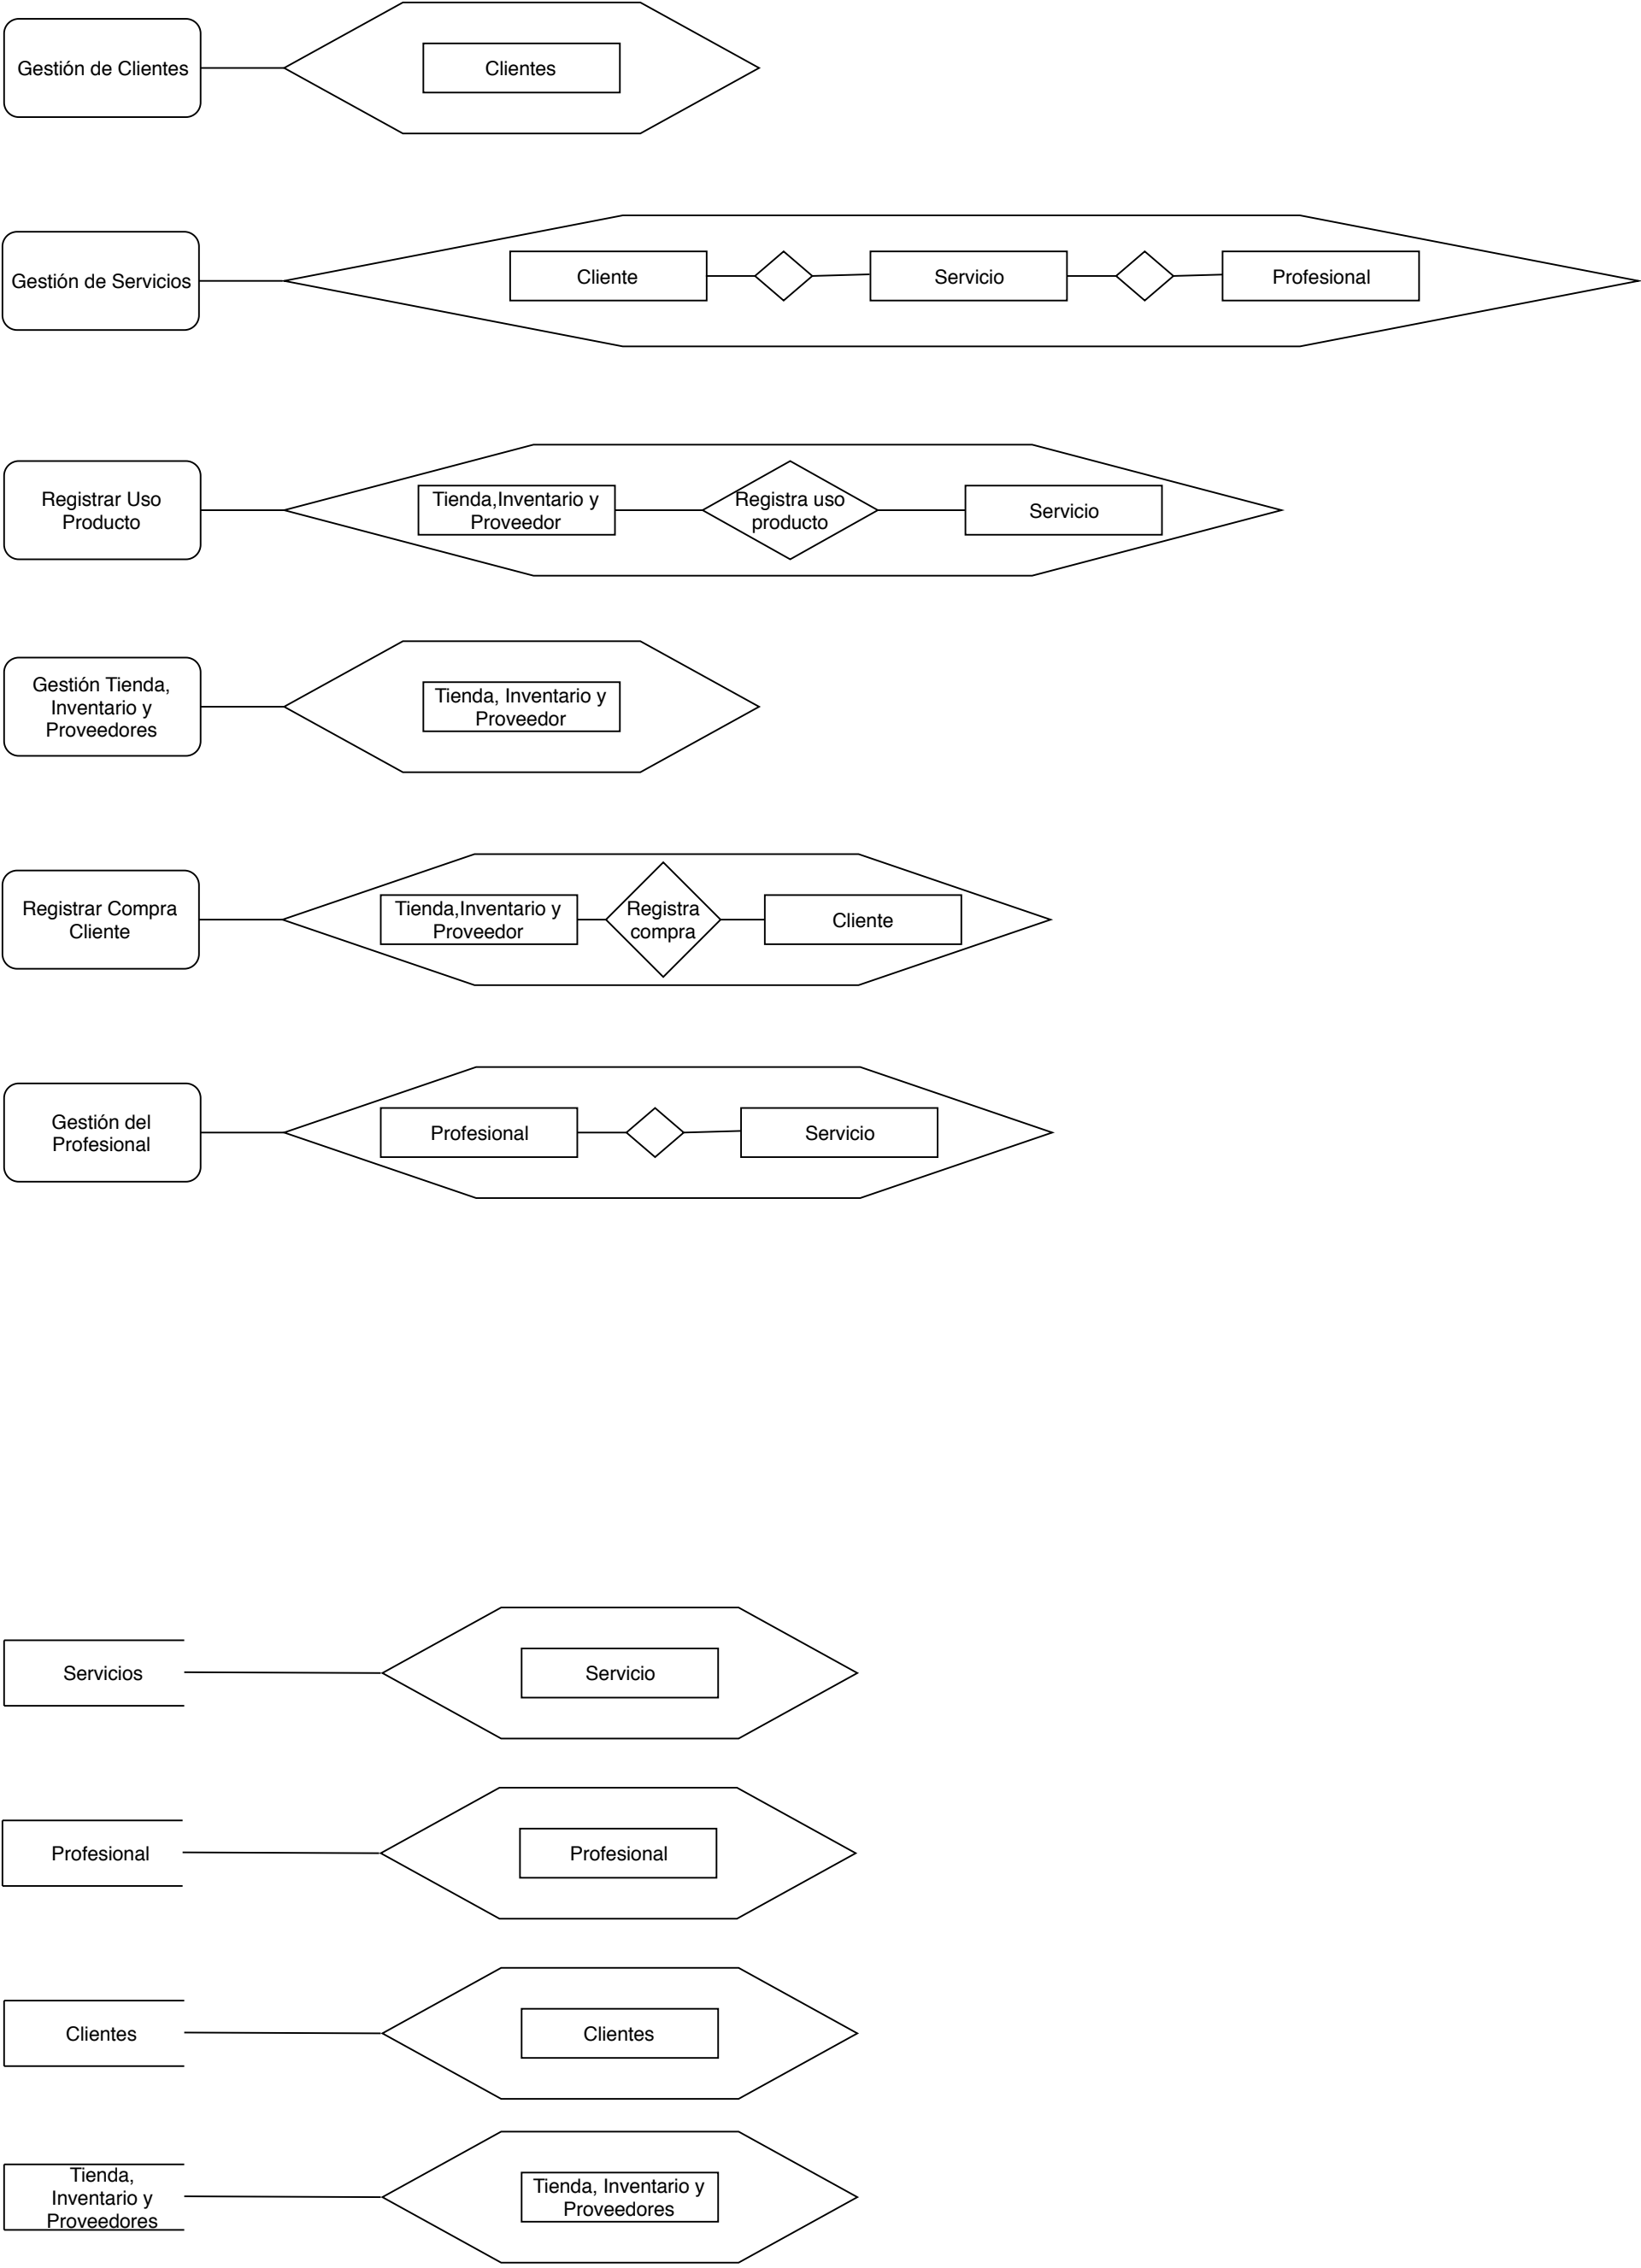 Gestión de Clientes
Clientes
Gestión de Servicios
Cliente
Servicio
Profesional
Registrar Uso
Producto
Tienda,Inventario y
Proveedor
Registra uso
producto
Servicio
Gestión Tienda,
Inventario y
Proveedores
Tienda, Inventario y
Proveedor
Registrar Compra
Cliente
Tienda,Inventario y
Proveedor
Registra
compra
Cliente
Gestión del
Profesional
Profesional
Servicio
Servicios
Servicio
Profesional
Profesional
Clientes
Clientes
Tienda,
Inventario y
Proveedores
Tienda, Inventario y
Proveedores